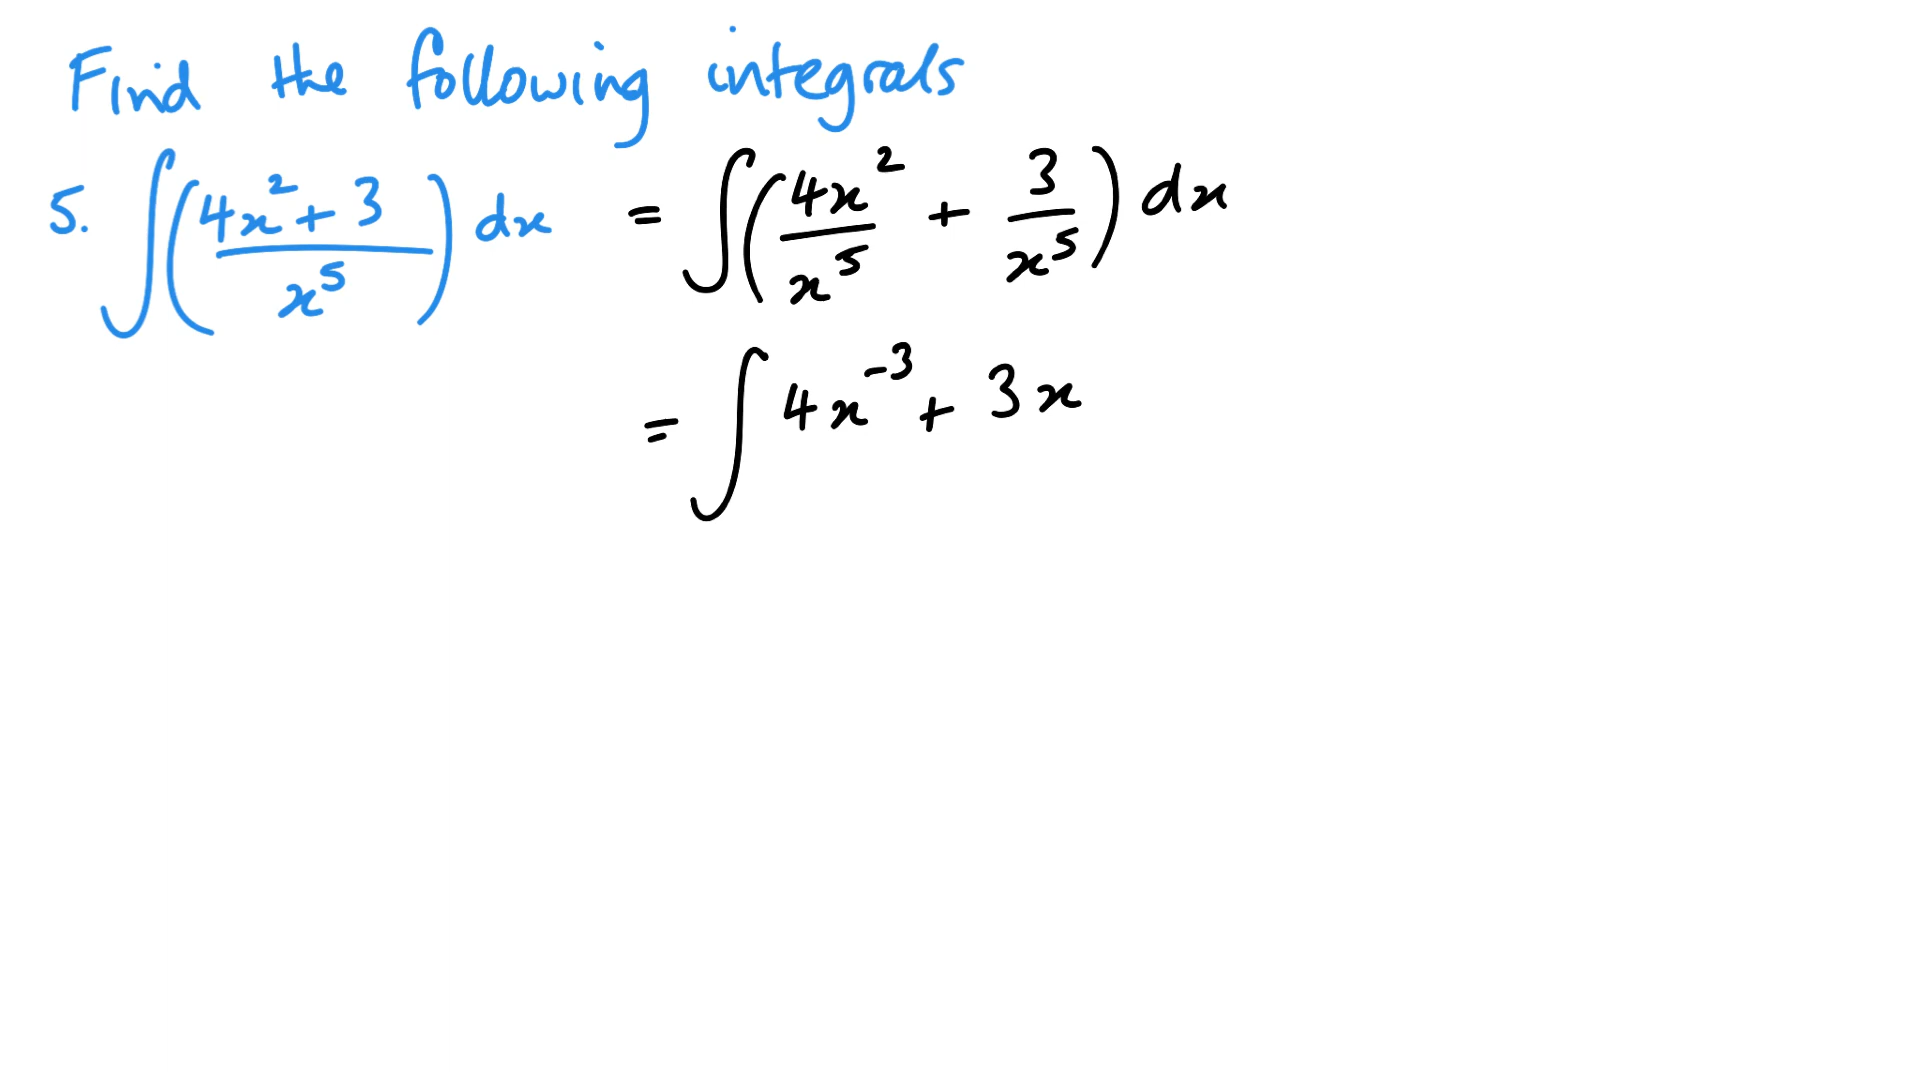 Find the following integrals
5. ∫((4x² + 3)/x⁵) dx = ∫(4x²/x⁵ + 3/x⁵) dx
= ∫ 4x⁻³ + 3x